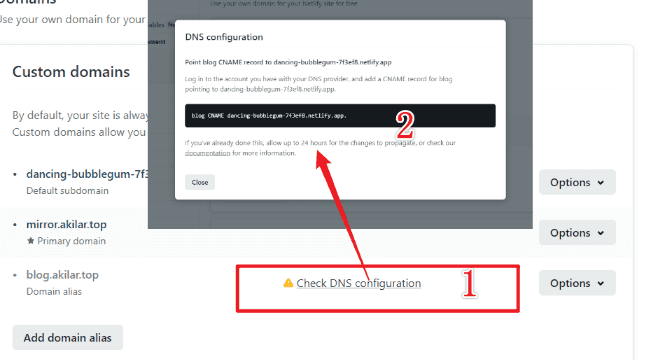 Domains
Use your own domain for your
use your own domain for your Netlify site for free.
DNS configuration
Point blog CNAME record to dancing-bubblegum-7f3ef8.netlify.app
Log in to the account you have with your DNS provider, and add a CNAME record for blog
pointing to dancing-bubblegum-7f3ef8.netlify.app.
blog CNAME dancing-bubblegum-7f3ef8.netlify.app.
2
If you've already done this, allow up to 24 hours for the changes to propagate, or check our
documentation for more information.
Close
Custom domains
By default, your site is alway
Custom domains allow you
dancing-bubblegum-7f3
Default subdomain
Options
mirror.akilar.top
Primary domain
Options
blog.akilar.top
Domain alias
Check DNS configuration
1
Options
Add domain alias